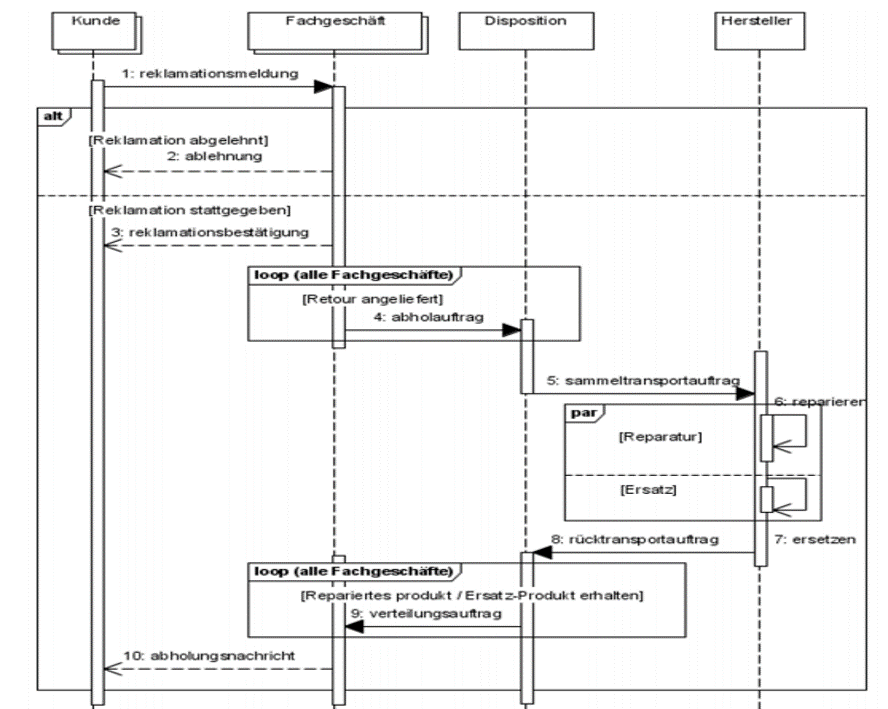 Kunde
Fachgeschäft
Disposition
Hersteller
1: reklamationsmeldung
alt
[Reklamation abgelehnt]
2: ablehnung
[Reklamation stattgegeben]
3: reklamationsbestätigung
loop (alle Fachgeschäfte)
[Retour angeliefert]
4: abholauftrag
5: sammeltransportauftrag
6: reparieren
par
[Reparatur]
[Ersatz]
8: rücktransportauftrag
7: ersetzen
loop (alle Fachgeschäfte)
[Repariertes produkt / Ersatz-Produkt erhalten]
9: verteilungsauftrag
10: abholungsnachricht